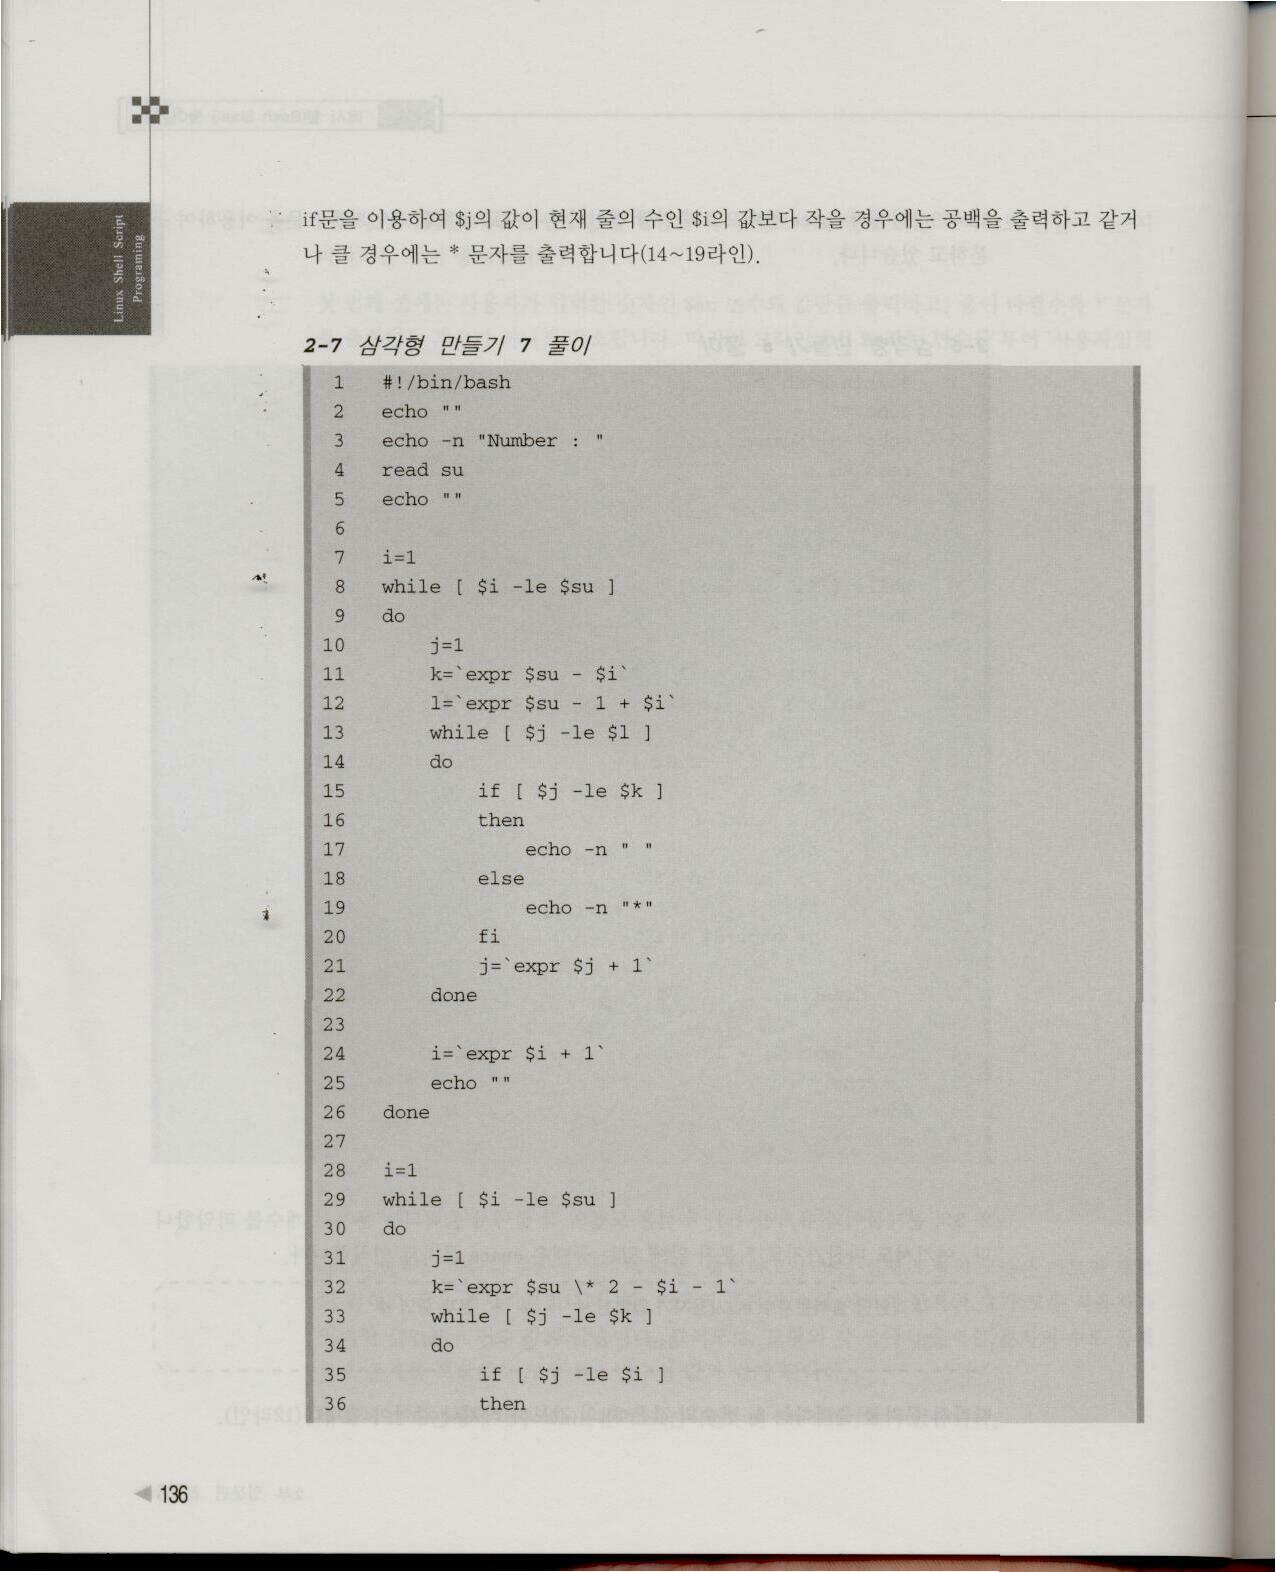 Linux Shell Script
Programing
if문을 이용하여 $j의 값이 현재 줄의 수인 $i의 값보다 작을 경우에는 공백을 출력하고 같거
나 클 경우에는 * 문자를 출력합니다(14~19라인).
2-7 삼각형 만들기 7 풀이
1 #!/bin/bash
2 echo ""
3 echo -n "Number : "
4 read su
5 echo ""
6
7 i=1
8 while [ $i -le $su ]
9 do
10 j=1
11 k=`expr $su - $i`
12 l=`expr $su - 1 + $i`
13 while [ $j -le $l ]
14 do
15 if [ $j -le $k ]
16 then
17 echo -n " "
18 else
19 echo -n "*"
20 fi
21 j=`expr $j + 1`
22 done
23
24 i=`expr $i + 1`
25 echo ""
26 done
27
28 i=1
29 while [ $i -le $su ]
30 do
31 j=1
32 k=`expr $su \* 2 - $i - 1`
33 while [ $j -le $k ]
34 do
35 if [ $j -le $i ]
36 then
136